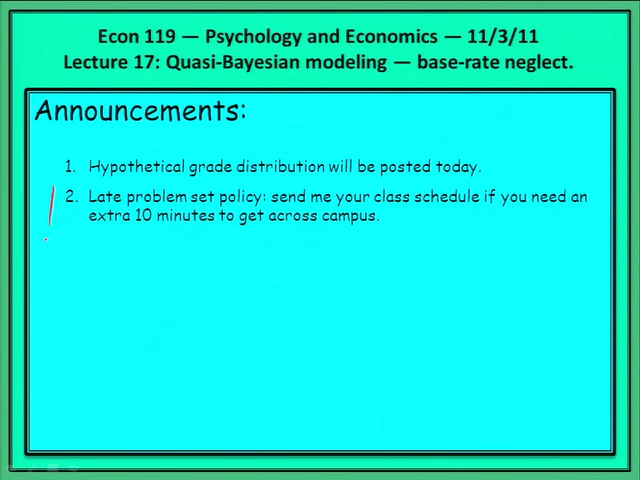 Econ 119 — Psychology and Economics — 11/3/11
Lecture 17: Quasi-Bayesian modeling — base-rate neglect.
Announcements:
1. Hypothetical grade distribution will be posted today.
2. Late problem set policy: send me your class schedule if you need an
extra 10 minutes to get across campus.